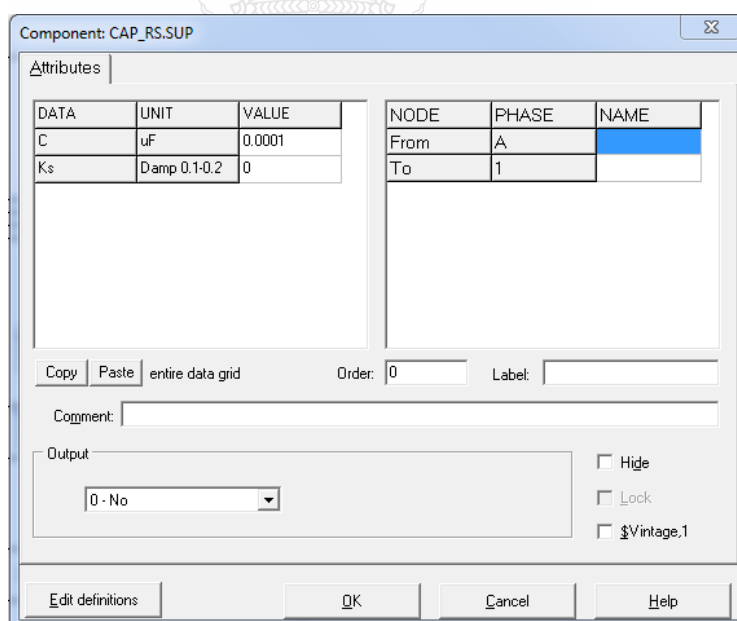 Component: CAP_RS.SUP
Attributes
DATA UNIT VALUE
C uF 0.0001
Ks Damp 0.1-0.2 0
NODE PHASE NAME
From A
To 1
Copy Paste entire data grid Order: 0 Label:
Comment:
Output
0 - No
Hide
Lock
$Vintage,1
Edit definitions OK Cancel Help